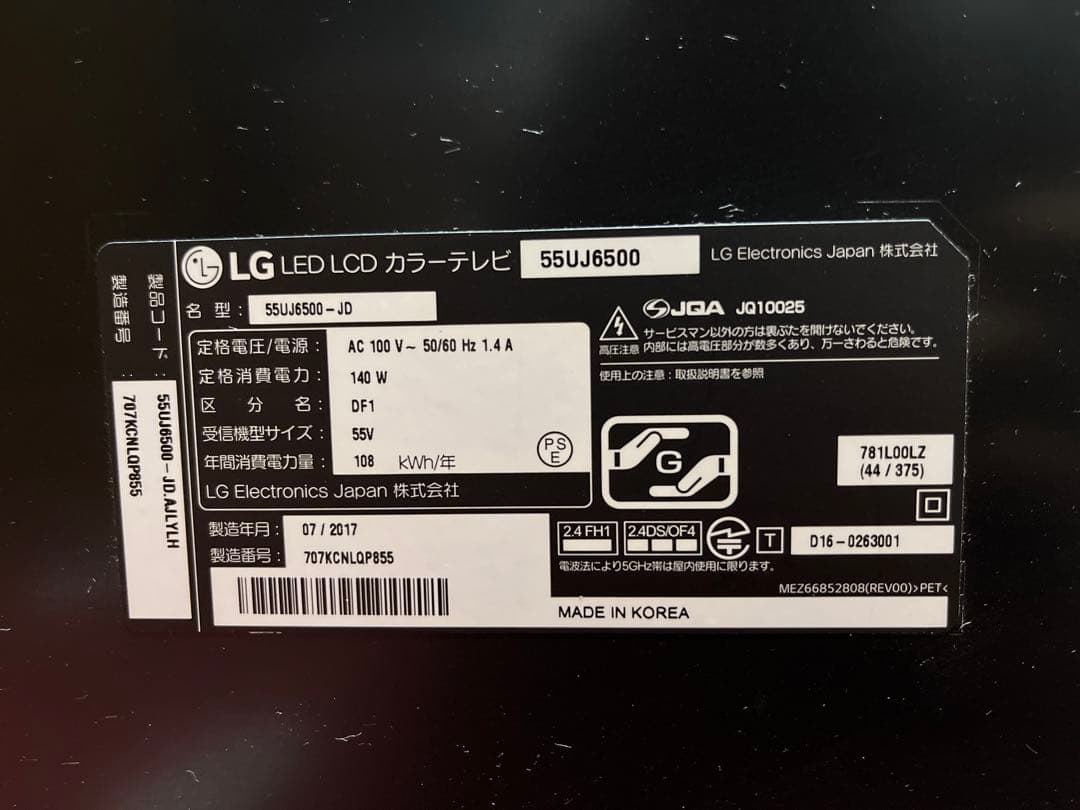 LG LED LCD カラーテレビ 55UJ6500
LG Electronics Japan 株式会社
名 型 : 55UJ6500-JD
定格電圧/電源 : AC 100 V~ 50/60 Hz 1.4 A
定格消費電力 : 140 W
区 分 名 : DF1
受信機型サイズ : 55V
年間消費電力量 : 108 kWh/年
PS E
LG Electronics Japan 株式会社
製造年月 : 07 / 2017
製造番号 : 707KCNLQP855
JQA JQ10025
高圧注意
サービスマン以外の方は裏ぶたを開けないでください。
内部には高電圧部分が数多くあり、万一さわると危険です。
使用上の注意 : 取扱説明書を参照
G
781L00LZ
(44 / 375)
2.4 FH1
2.4DS/OF4
T
D16-0263001
電波法により5GHz帯は屋内使用に限ります。
MEZ66852808(REV00)>PET<
MADE IN KOREA
製品コード : 55UJ6500-JD.AJLYLH
製造番号 : 707KCNLQP855